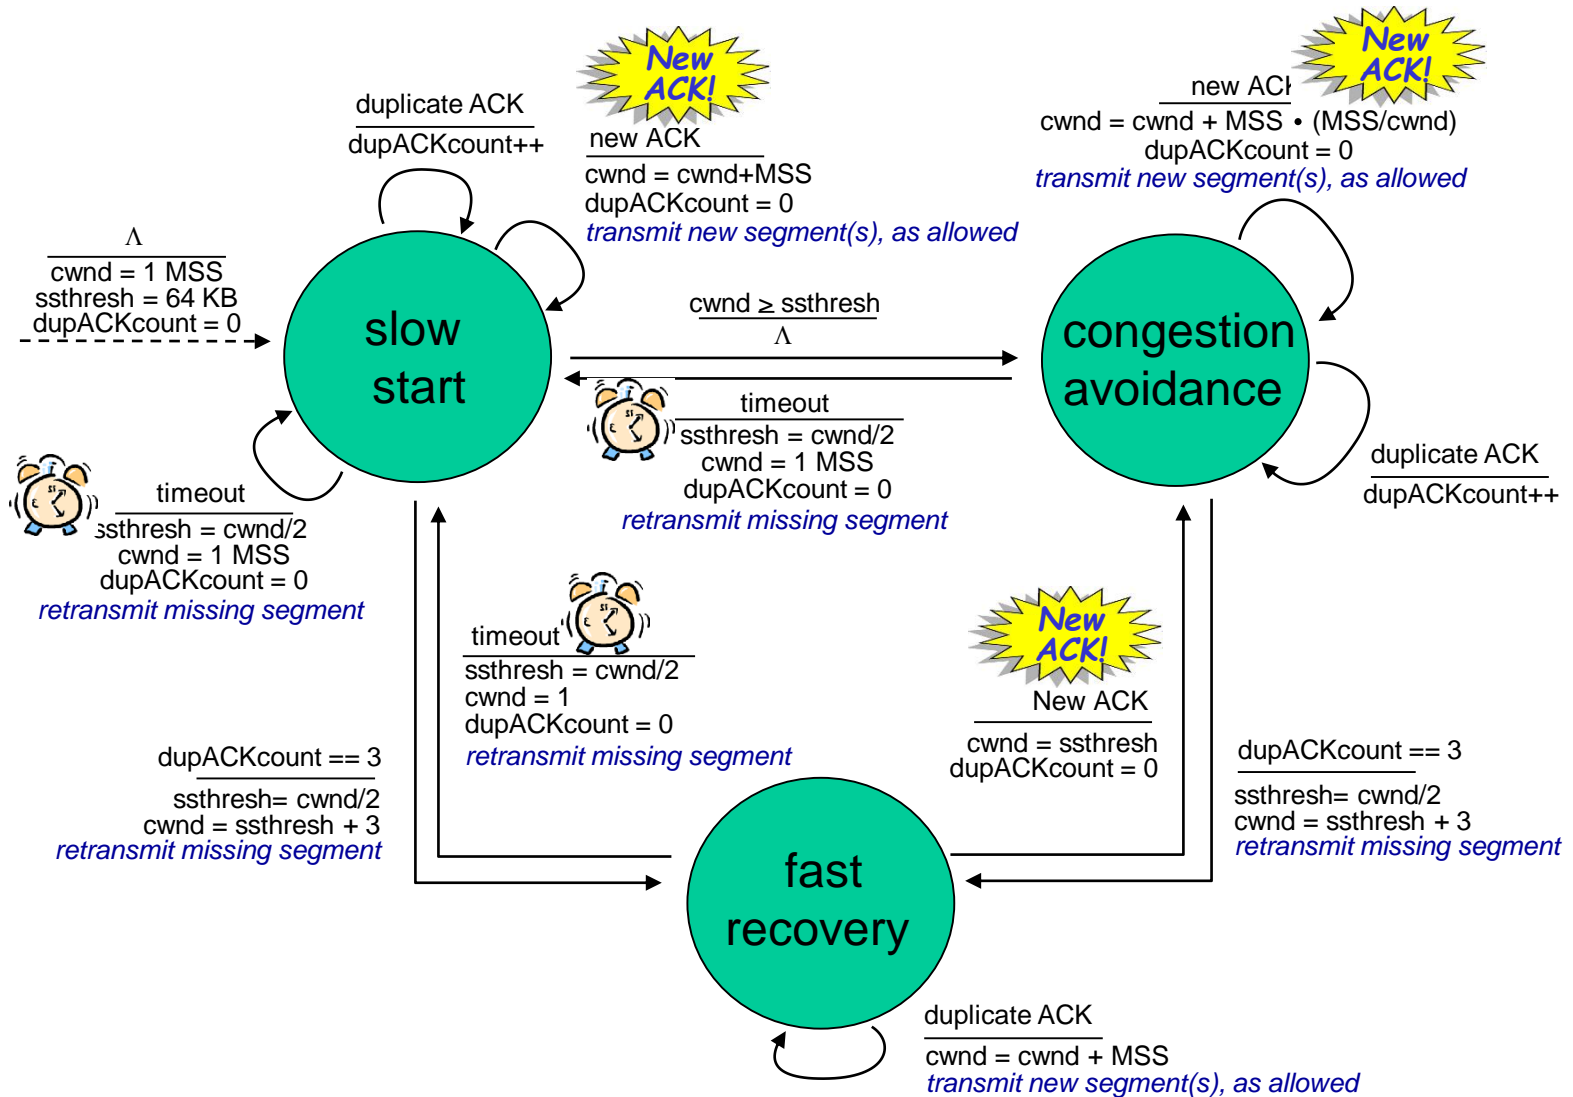 New
ACK!
New
ACK!
duplicate ACK
dupACKcount++
new ACK
cwnd = cwnd+MSS
dupACKcount = 0
transmit new segment(s), as allowed
new ACK
cwnd = cwnd + MSS • (MSS/cwnd)
dupACKcount = 0
transmit new segment(s), as allowed
Λ
cwnd = 1 MSS
ssthresh = 64 KB
dupACKcount = 0
slow
start
cwnd ≥ ssthresh
Λ
congestion
avoidance
timeout
ssthresh = cwnd/2
cwnd = 1 MSS
dupACKcount = 0
retransmit missing segment
duplicate ACK
dupACKcount++
timeout
ssthresh = cwnd/2
cwnd = 1 MSS
dupACKcount = 0
retransmit missing segment
timeout
ssthresh = cwnd/2
cwnd = 1
dupACKcount = 0
retransmit missing segment
New
ACK!
New ACK
cwnd = ssthresh
dupACKcount = 0
dupACKcount == 3
ssthresh= cwnd/2
cwnd = ssthresh + 3
retransmit missing segment
dupACKcount == 3
ssthresh= cwnd/2
cwnd = ssthresh + 3
retransmit missing segment
fast
recovery
duplicate ACK
cwnd = cwnd + MSS
transmit new segment(s), as allowed